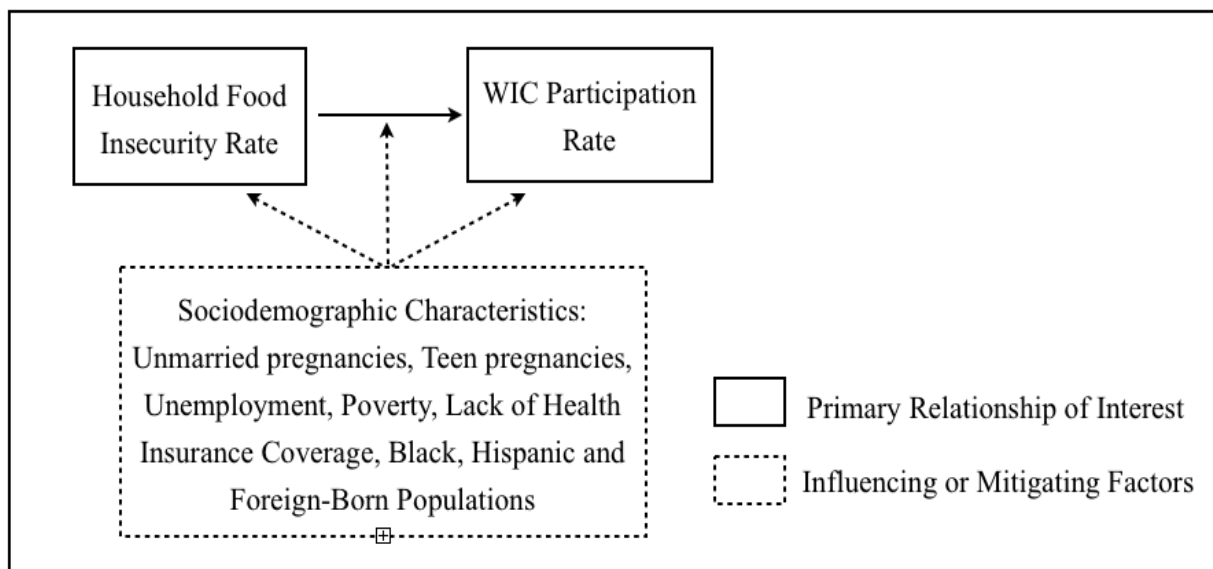 Household Food
Insecurity Rate
WIC Participation
Rate
Sociodemographic Characteristics:
Unmarried pregnancies, Teen pregnancies,
Unemployment, Poverty, Lack of Health
Insurance Coverage, Black, Hispanic and
Foreign-Born Populations
Primary Relationship of Interest
Influencing or Mitigating Factors